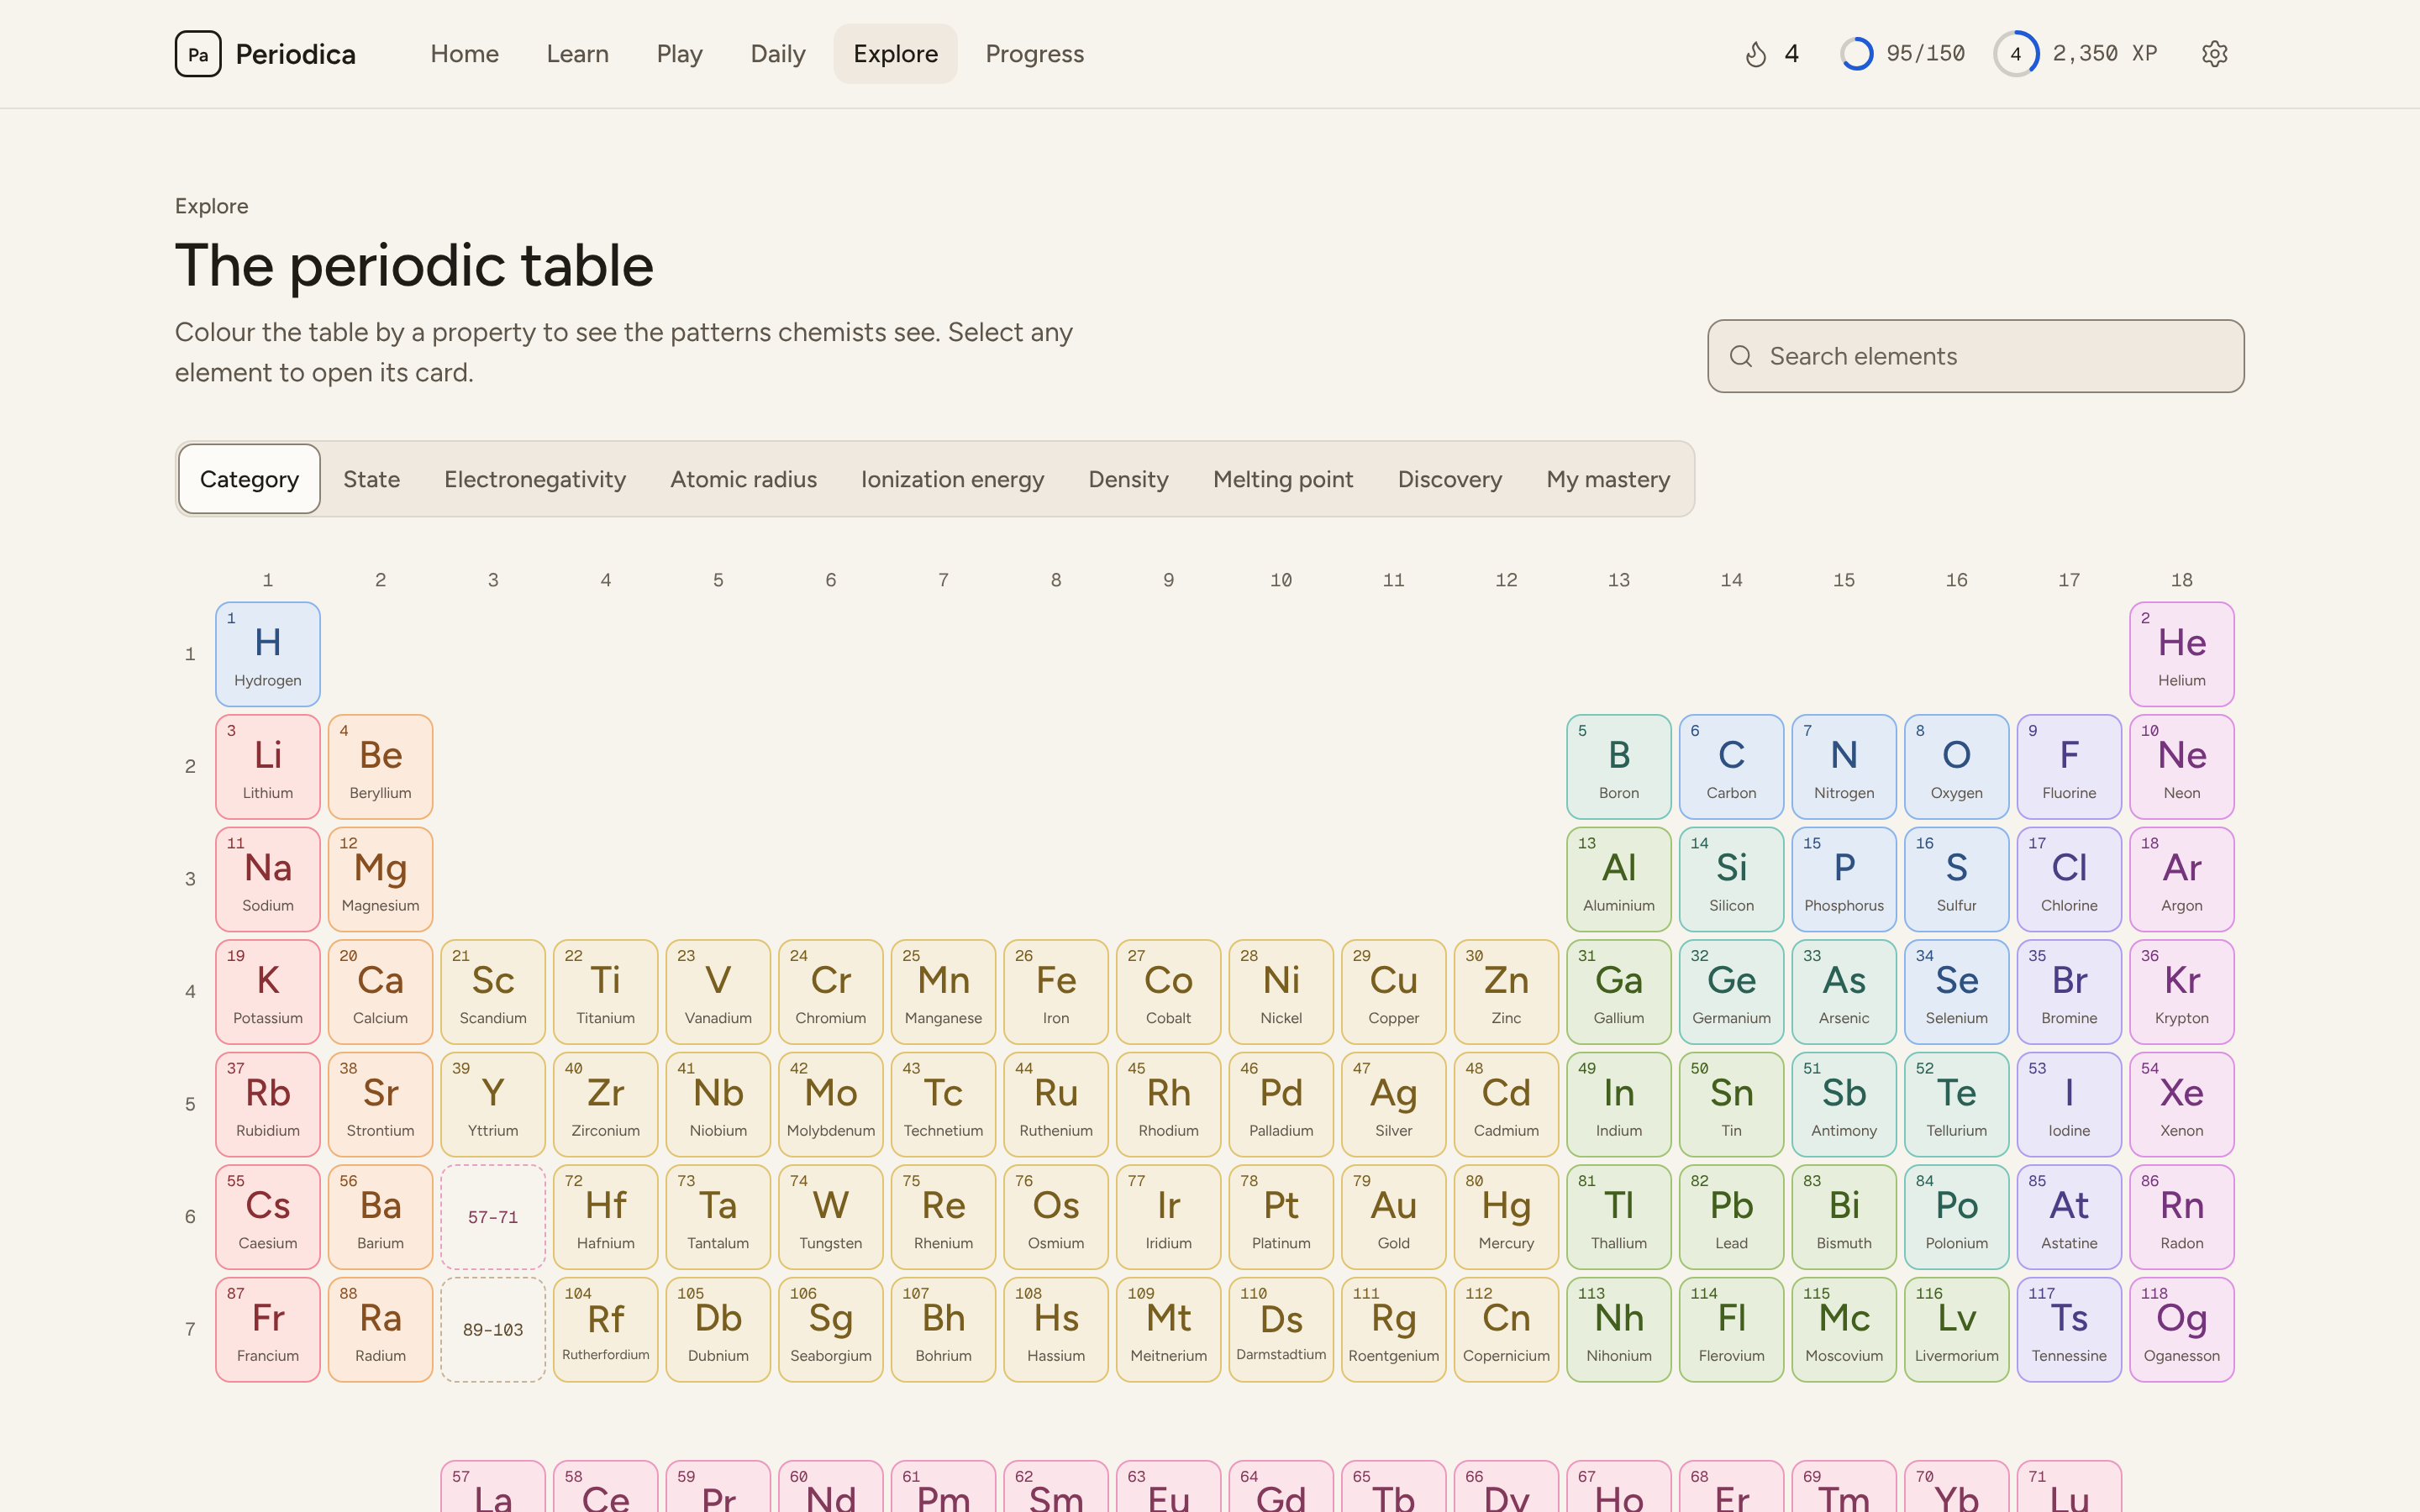 Pa Periodica Home Learn Play Daily Explore Progress 4 95/150 4 2,350 XP
Explore
The periodic table
Colour the table by a property to see the patterns chemists see. Select any
element to open its card.
Search elements
Category State Electronegativity Atomic radius Ionization energy Density Melting point Discovery My mastery
1 2 3 4 5 6 7 8 9 10 11 12 13 14 15 16 17 18
1 2
1 H He
Hydrogen Helium
3 4 5 6 7 8 9 10
2 Li Be B C N O F Ne
Lithium Beryllium Boron Carbon Nitrogen Oxygen Fluorine Neon
11 12 13 14 15 16 17 18
3 Na Mg Al Si P S Cl Ar
Sodium Magnesium Aluminium Silicon Phosphorus Sulfur Chlorine Argon
19 20 21 22 23 24 25 26 27 28 29 30 31 32 33 34 35 36
4 K Ca Sc Ti V Cr Mn Fe Co Ni Cu Zn Ga Ge As Se Br Kr
Potassium Calcium Scandium Titanium Vanadium Chromium Manganese Iron Cobalt Nickel Copper Zinc Gallium Germanium Arsenic Selenium Bromine Krypton
37 38 39 40 41 42 43 44 45 46 47 48 49 50 51 52 53 54
5 Rb Sr Y Zr Nb Mo Tc Ru Rh Pd Ag Cd In Sn Sb Te I Xe
Rubidium Strontium Yttrium Zirconium Niobium Molybdenum Technetium Ruthenium Rhodium Palladium Silver Cadmium Indium Tin Antimony Tellurium Iodine Xenon
55 56 72 73 74 75 76 77 78 79 80 81 82 83 84 85 86
6 Cs Ba 57-71 Hf Ta W Re Os Ir Pt Au Hg Tl Pb Bi Po At Rn
Caesium Barium Hafnium Tantalum Tungsten Rhenium Osmium Iridium Platinum Gold Mercury Thallium Lead Bismuth Polonium Astatine Radon
87 88 104 105 106 107 108 109 110 111 112 113 114 115 116 117 118
7 Fr Ra 89-103 Rf Db Sg Bh Hs Mt Ds Rg Cn Nh Fl Mc Lv Ts Og
Francium Radium Rutherfordium Dubnium Seaborgium Bohrium Hassium Meitnerium Darmstadtium Roentgenium Copernicium Nihonium Flerovium Moscovium Livermorium Tennessine Oganesson
57 58 59 60 61 62 63 64 65 66 67 68 69 70 71
La Ce Pr Nd Pm Sm Eu Gd Tb Dy Ho Er Tm Yb Lu